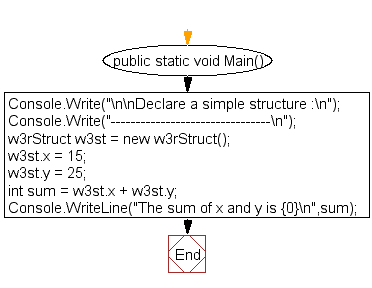 public static void Main()
Console.Write("\n\nDeclare a simple structure :\n");
Console.Write("--------------------------------\n");
w3rStruct w3st = new w3rStruct();
w3st.x = 15;
w3st.y = 25;
int sum = w3st.x + w3st.y;
Console.WriteLine("The sum of x and y is {0}\n",sum);
End